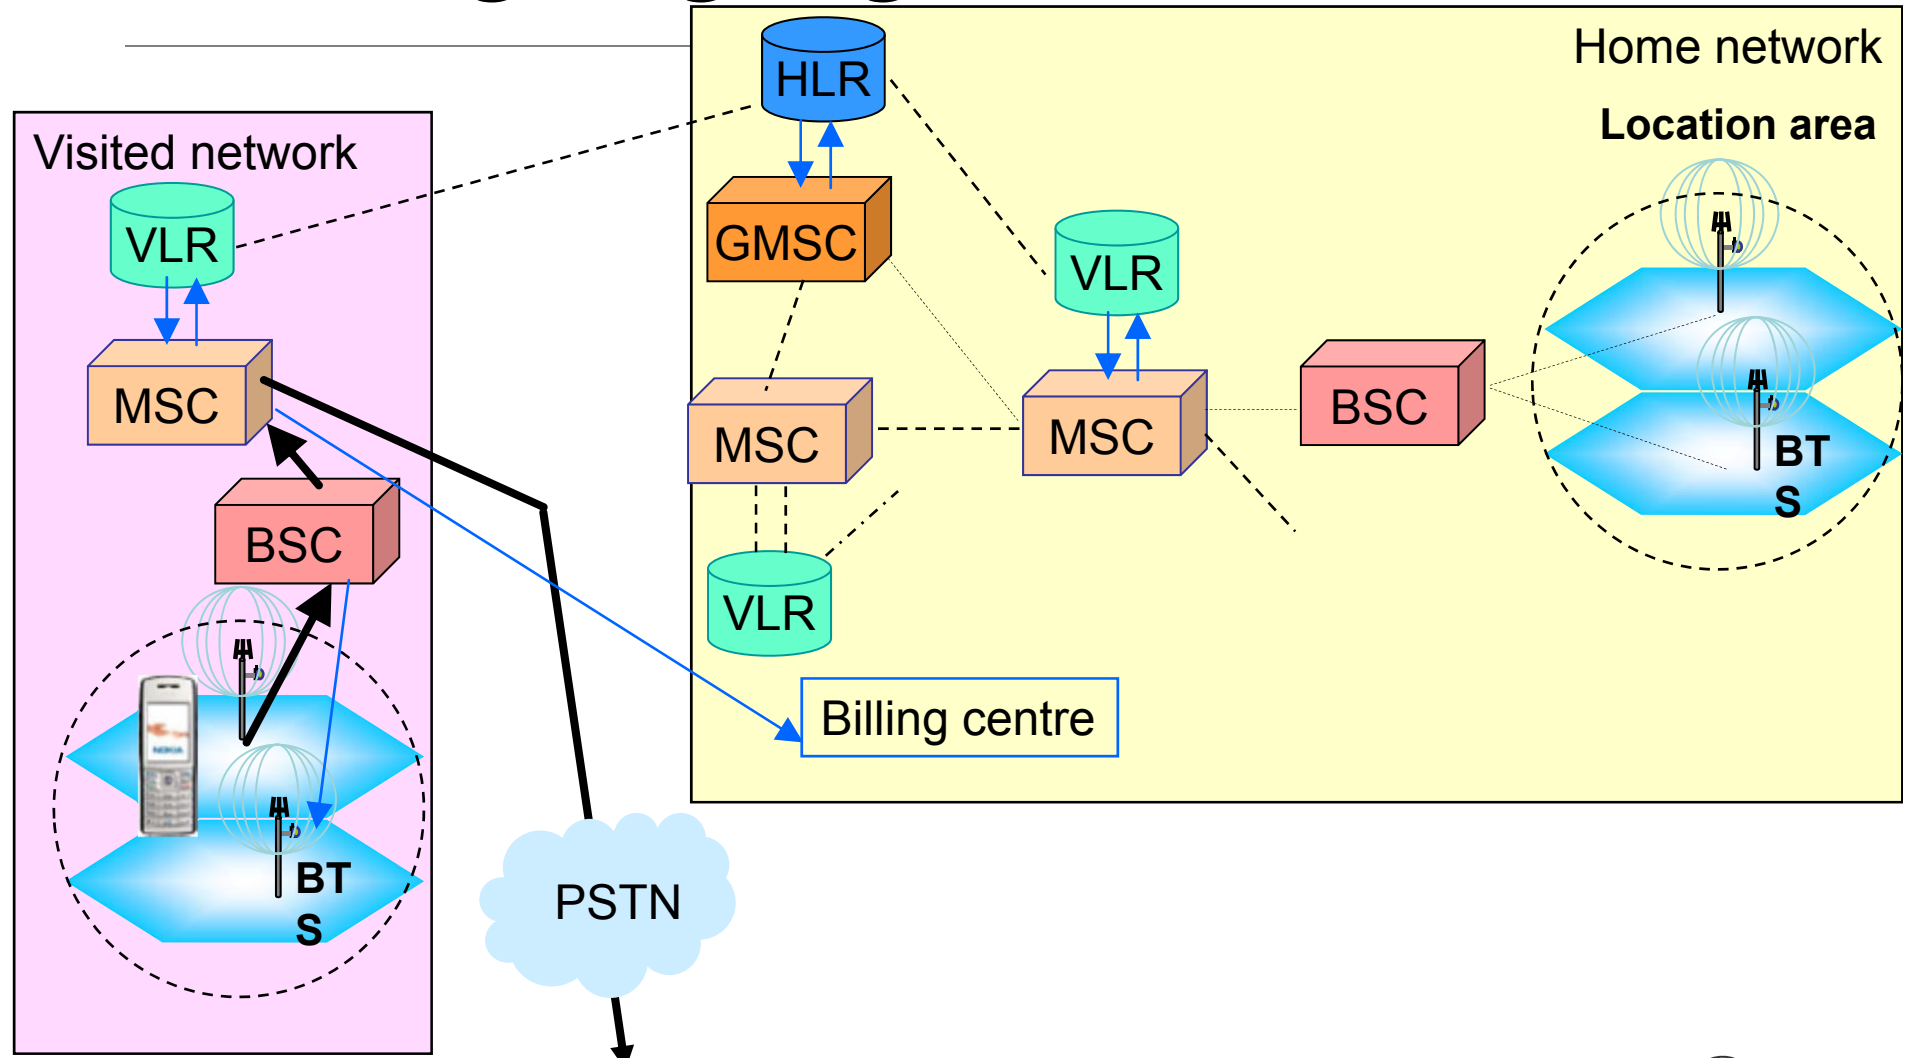 Home network
HLR
Location area
Visited network
VLR
GMSC
VLR
MSC
BSC
MSC
MSC
BT
S
BSC
VLR
Billing centre
NOKIA
BT
S
PSTN